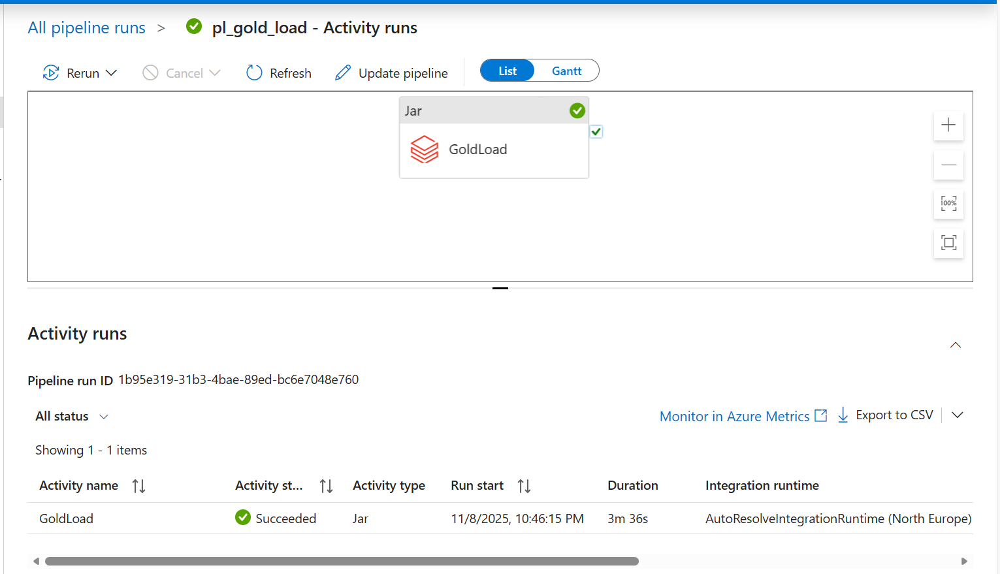 All pipeline runs > pl_gold_load - Activity runs
Rerun Cancel Refresh Update pipeline List Gantt
Jar
GoldLoad
100%
Activity runs
Pipeline run ID 1b95e319-31b3-4bae-89ed-bc6e7048e760
All status Monitor in Azure Metrics Export to CSV
Showing 1 - 1 items
Activity name Activity st... Activity type Run start Duration Integration runtime
GoldLoad Succeeded Jar 11/8/2025, 10:46:15 PM 3m 36s AutoResolveIntegrationRuntime (North Europe)